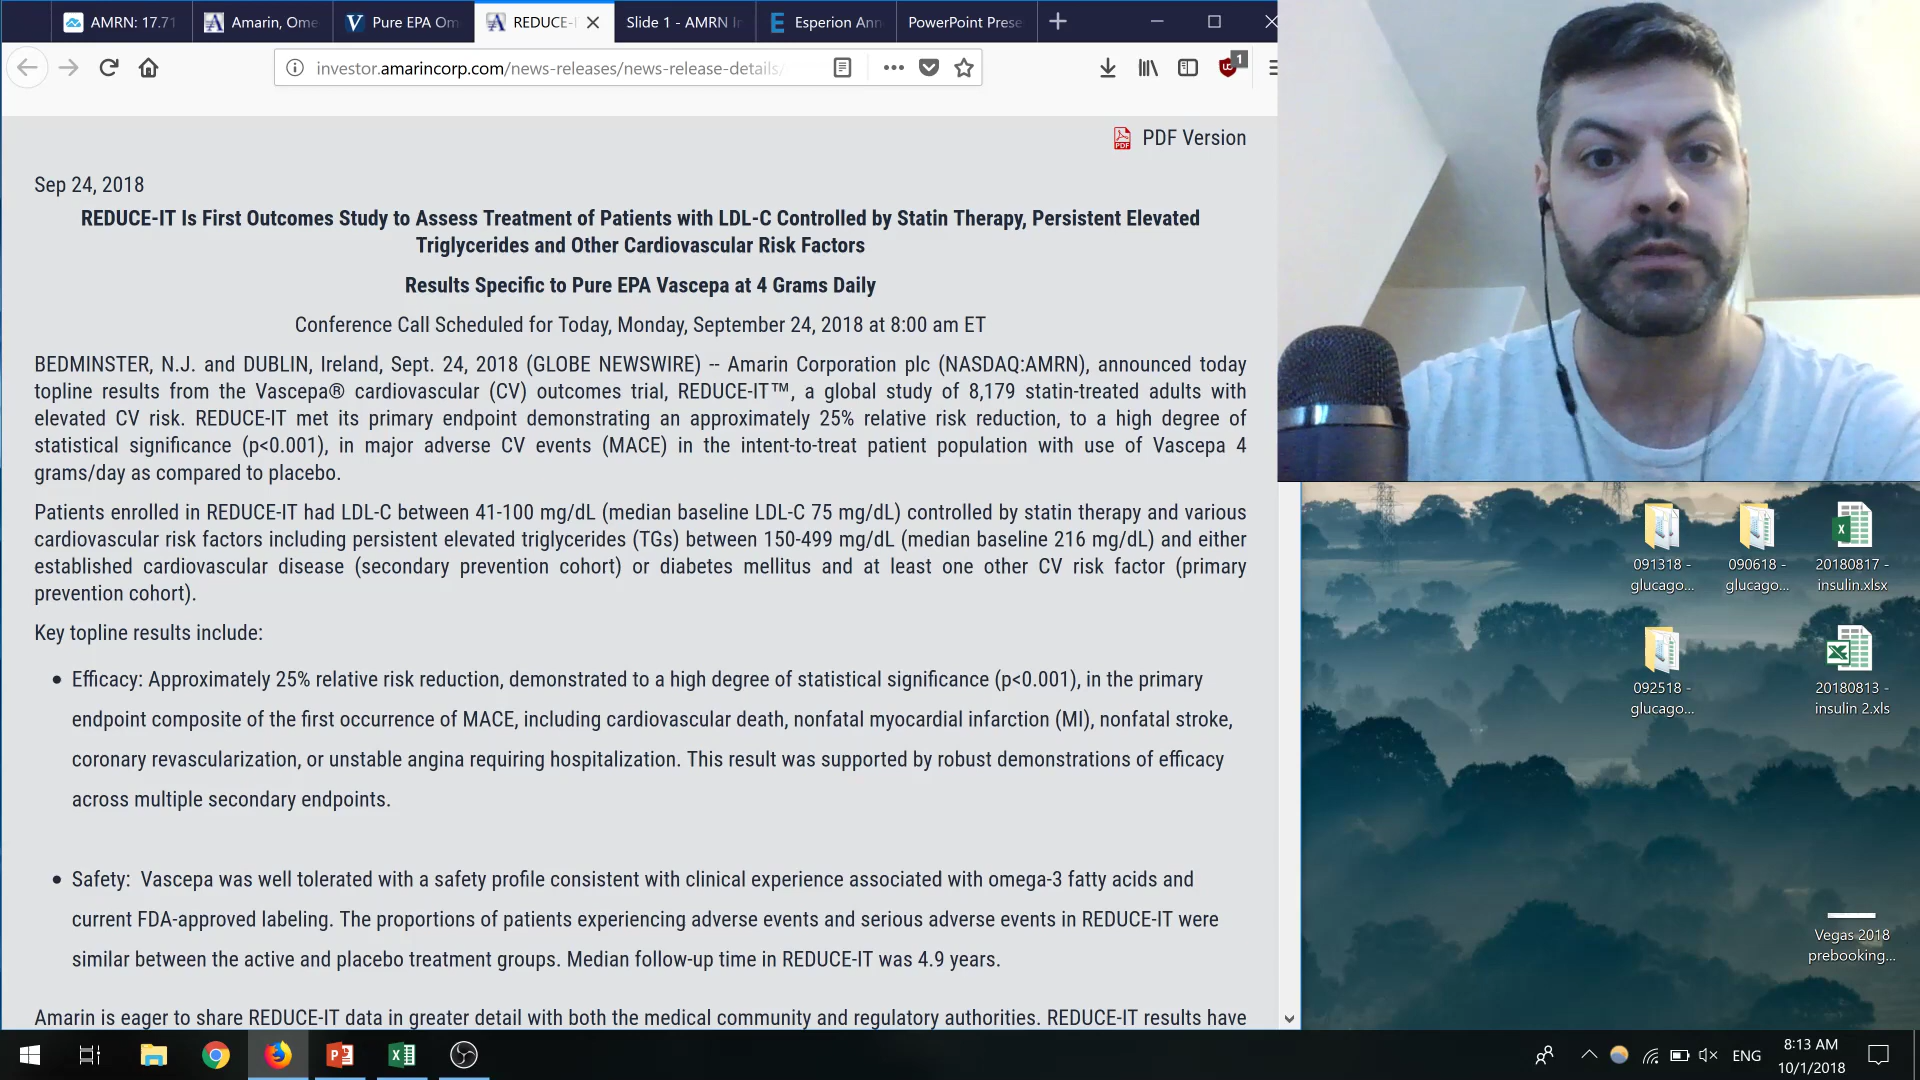 AMRN: 17.71
Amarin, Ome
Pure EPA Om
REDUCE-I
Slide 1 - AMRN I
Esperion Ann
PowerPoint Prese
investor.amarincorp.com/news-releases/news-release-details/
1
PDF Version
Sep 24, 2018
REDUCE-IT Is First Outcomes Study to Assess Treatment of Patients with LDL-C Controlled by Statin Therapy, Persistent Elevated
Triglycerides and Other Cardiovascular Risk Factors
Results Specific to Pure EPA Vascepa at 4 Grams Daily
Conference Call Scheduled for Today, Monday, September 24, 2018 at 8:00 am ET
BEDMINSTER, N.J. and DUBLIN, Ireland, Sept. 24, 2018 (GLOBE NEWSWIRE) -- Amarin Corporation plc (NASDAQ:AMRN), announced today
topline results from the Vascepa® cardiovascular (CV) outcomes trial, REDUCE-IT™, a global study of 8,179 statin-treated adults with
elevated CV risk. REDUCE-IT met its primary endpoint demonstrating an approximately 25% relative risk reduction, to a high degree of
statistical significance (p<0.001), in major adverse CV events (MACE) in the intent-to-treat patient population with use of Vascepa 4
grams/day as compared to placebo.
Patients enrolled in REDUCE-IT had LDL-C between 41-100 mg/dL (median baseline LDL-C 75 mg/dL) controlled by statin therapy and various
cardiovascular risk factors including persistent elevated triglycerides (TGs) between 150-499 mg/dL (median baseline 216 mg/dL) and either
established cardiovascular disease (secondary prevention cohort) or diabetes mellitus and at least one other CV risk factor (primary
prevention cohort).
Key topline results include:
• Efficacy: Approximately 25% relative risk reduction, demonstrated to a high degree of statistical significance (p<0.001), in the primary
endpoint composite of the first occurrence of MACE, including cardiovascular death, nonfatal myocardial infarction (MI), nonfatal stroke,
coronary revascularization, or unstable angina requiring hospitalization. This result was supported by robust demonstrations of efficacy
across multiple secondary endpoints.
• Safety: Vascepa was well tolerated with a safety profile consistent with clinical experience associated with omega-3 fatty acids and
current FDA-approved labeling. The proportions of patients experiencing adverse events and serious adverse events in REDUCE-IT were
similar between the active and placebo treatment groups. Median follow-up time in REDUCE-IT was 4.9 years.
Amarin is eager to share REDUCE-IT data in greater detail with both the medical community and regulatory authorities. REDUCE-IT results have
091318 -
glucago...
090618 -
glucago...
20180817 -
insulin.xlsx
092518 -
glucago...
20180813 -
insulin 2.xls
Vegas 2018
prebooking...
ENG
8:13 AM
10/1/2018